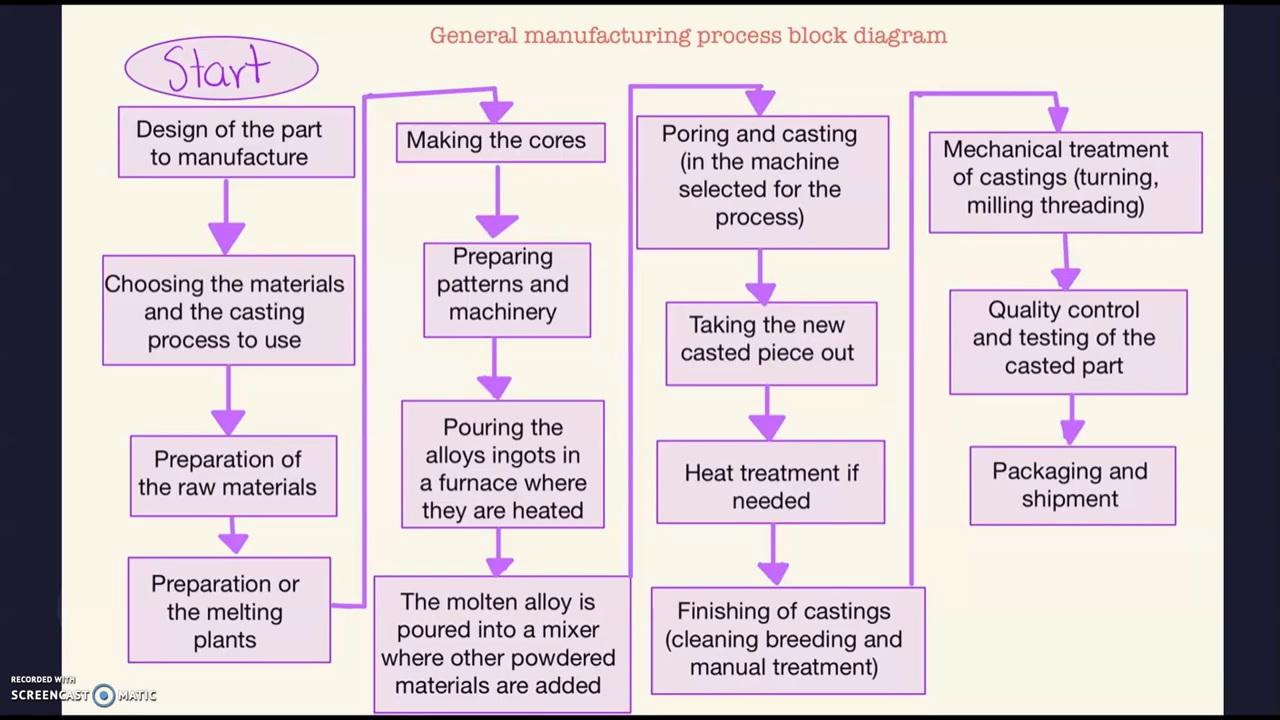 General manufacturing process block diagram
Start
Design of the part
to manufacture
Choosing the materials
and the casting
process to use
Preparation of
the raw materials
Preparation or
the melting
plants
Making the cores
Preparing
patterns and
machinery
Pouring the
alloys ingots in
a furnace where
they are heated
The molten alloy is
poured into a mixer
where other powdered
materials are added
Poring and casting
(in the machine
selected for the
process)
Taking the new
casted piece out
Heat treatment if
needed
Finishing of castings
(cleaning breeding and
manual treatment)
Mechanical treatment
of castings (turning,
milling threading)
Quality control
and testing of the
casted part
Packaging and
shipment
RECORDED WITH
SCREENCAST MATIC